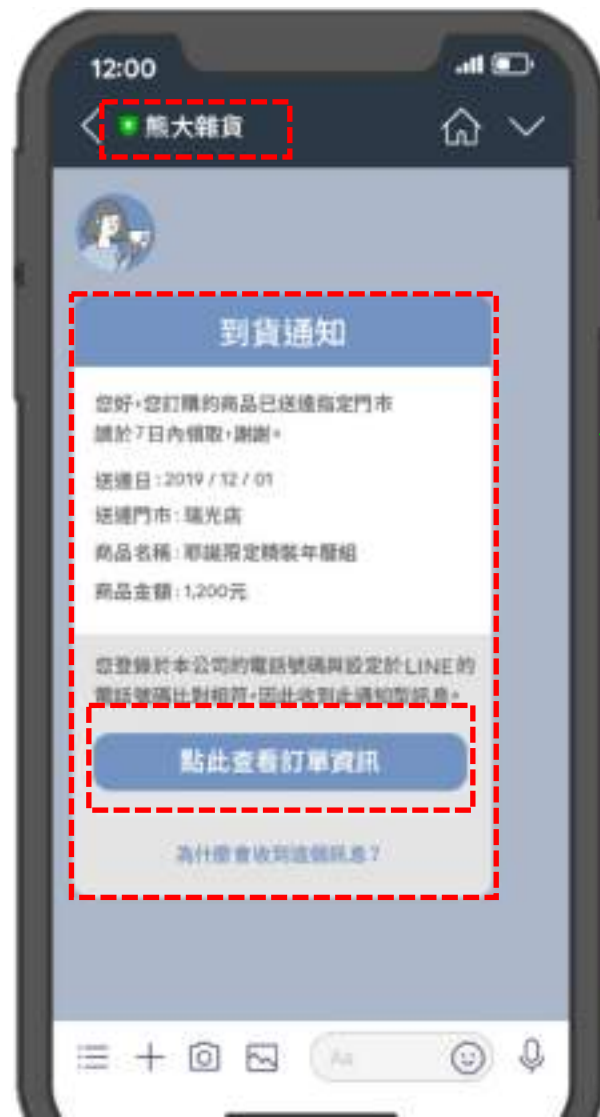 12:00
熊大雜貨
到貨通知
您好，您訂購的商品已送達指定門市
請於7日內領取，謝謝。
送達日：2019 / 12 / 01
送達門市：瑞光店
商品名稱：耶誕限定精裝年曆組
商品金額：1,200元
您登錄於本公司的電話號碼與設定於LINE的
電話號碼比對相符，因此收到此通知型訊息。
點此查看訂單資訊
為什麼會收到這個訊息？
Aa